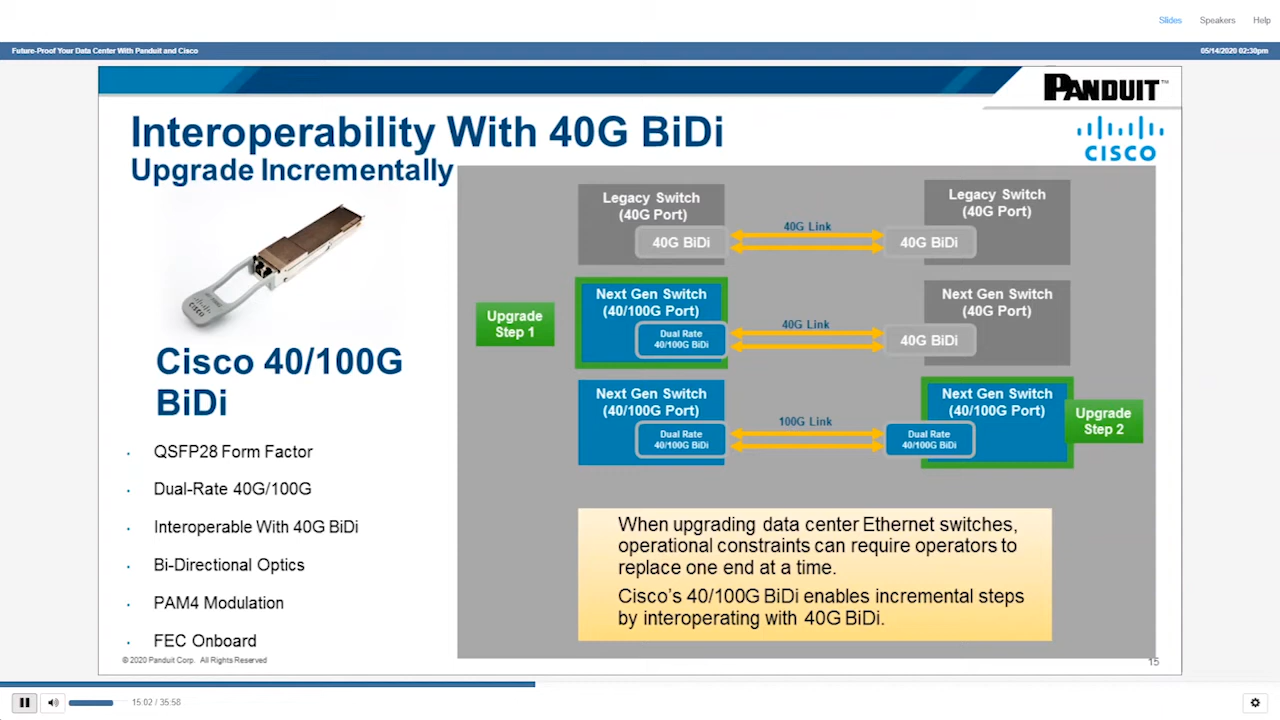 Slides Speakers Help
Future-Proof Your Data Center With Panduit and Cisco
05/14/2020 02:30pm
PANDUIT™
CISCO
Interoperability With 40G BiDi
Upgrade Incrementally
CISCO
Cisco 40/100G
BiDi
· QSFP28 Form Factor
· Dual-Rate 40G/100G
· Interoperable With 40G BiDi
· Bi-Directional Optics
· PAM4 Modulation
· FEC Onboard
Legacy Switch
(40G Port)
40G BiDi
40G Link
Legacy Switch
(40G Port)
40G BiDi
Upgrade
Step 1
Next Gen Switch
(40/100G Port)
Dual Rate
40/100G BiDi
40G Link
Next Gen Switch
(40G Port)
40G BiDi
Next Gen Switch
(40/100G Port)
Dual Rate
40/100G BiDi
100G Link
Next Gen Switch
(40/100G Port)
Dual Rate
40/100G BiDi
Upgrade
Step 2
When upgrading data center Ethernet switches,
operational constraints can require operators to
replace one end at a time.
Cisco's 40/100G BiDi enables incremental steps
by interoperating with 40G BiDi.
© 2020 Panduit Corp. All Rights Reserved
15
15:02 / 35:58